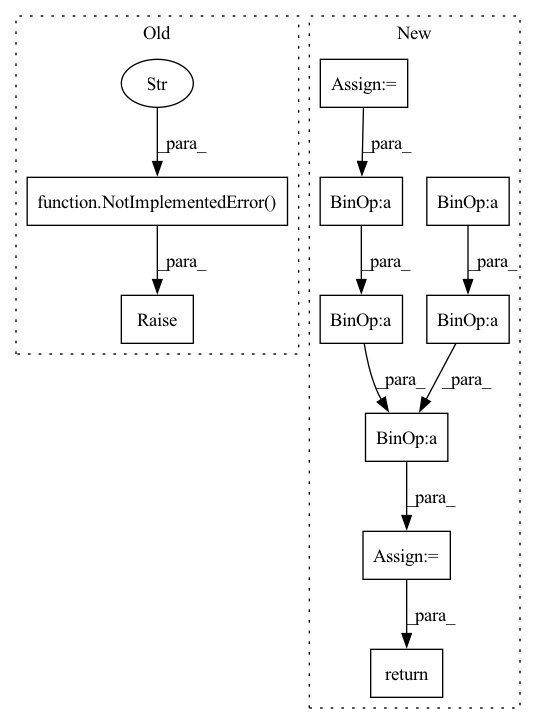 Old
New
Str
Assign:=
_para_
_para_
function.NotImplementedError()
BinOp:a
BinOp:a
_para_
_para_
_para_
Raise
BinOp:a
BinOp:a
_para_
_para_
BinOp:a
_para_
Assign:=
_para_
return